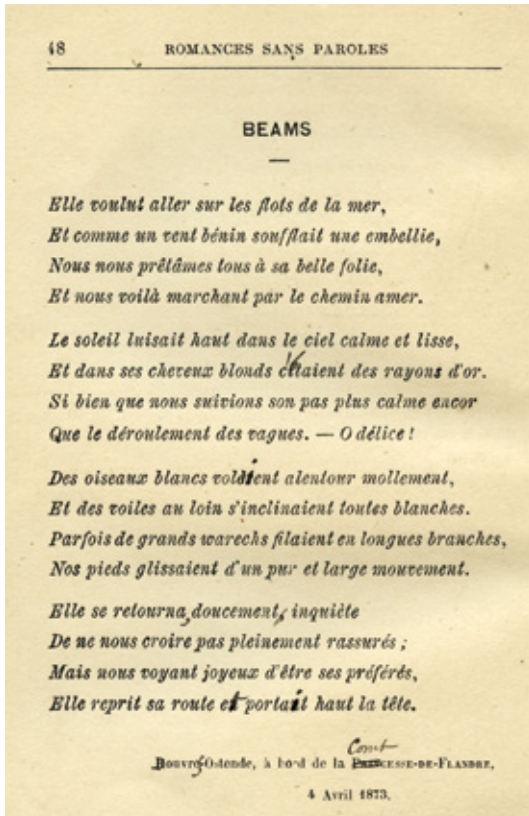 48 ROMANCES SANS PAROLES
BEAMS
Elle voulut aller sur les flots de la mer,
Et comme un vent bénin soufflait une embellie,
Nous nous prêtâmes tous à sa belle folie,
Et nous voilà marchant par le chemin amer.
Le soleil luisait haut dans le ciel calme et lisse,
Et dans ses cheveux blonds c'étaient des rayons d'or.
Si bien que nous suivions son pas plus calme encor
Que le déroulement des vagues. — O délice !
Des oiseaux blancs volaient alentour mollement,
Et des voiles au loin s'inclinaient toutes blanches.
Parfois de grands varechs filaient en longues branches,
Nos pieds glissaient d'un pur et large mouvement.
Elle se retourna, doucement inquiète
De ne nous croire pas pleinement rassurés ;
Mais nous voyant joyeux d'être ses préférés,
Elle reprit sa route et portait haut la tête.
Douvres-Ostende, à bord de la Comt
CESSE-DE-FLANDRE,
4 Avril 1873.